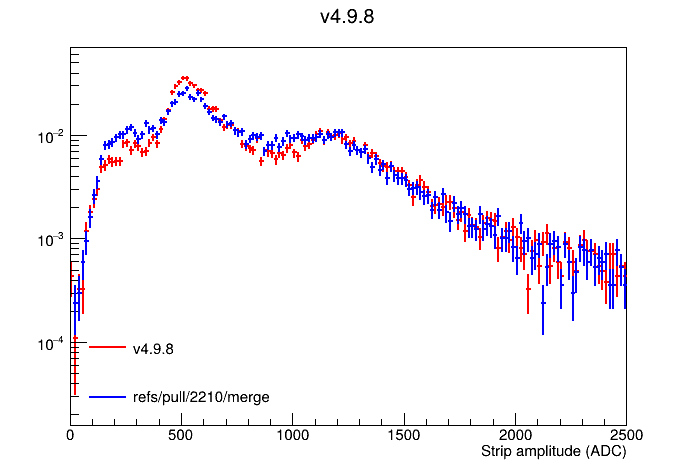 v4.9.8
10⁻²
10⁻³
10⁻⁴
v4.9.8
refs/pull/2210/merge
0 500 1000 1500 2000 2500
Strip amplitude (ADC)